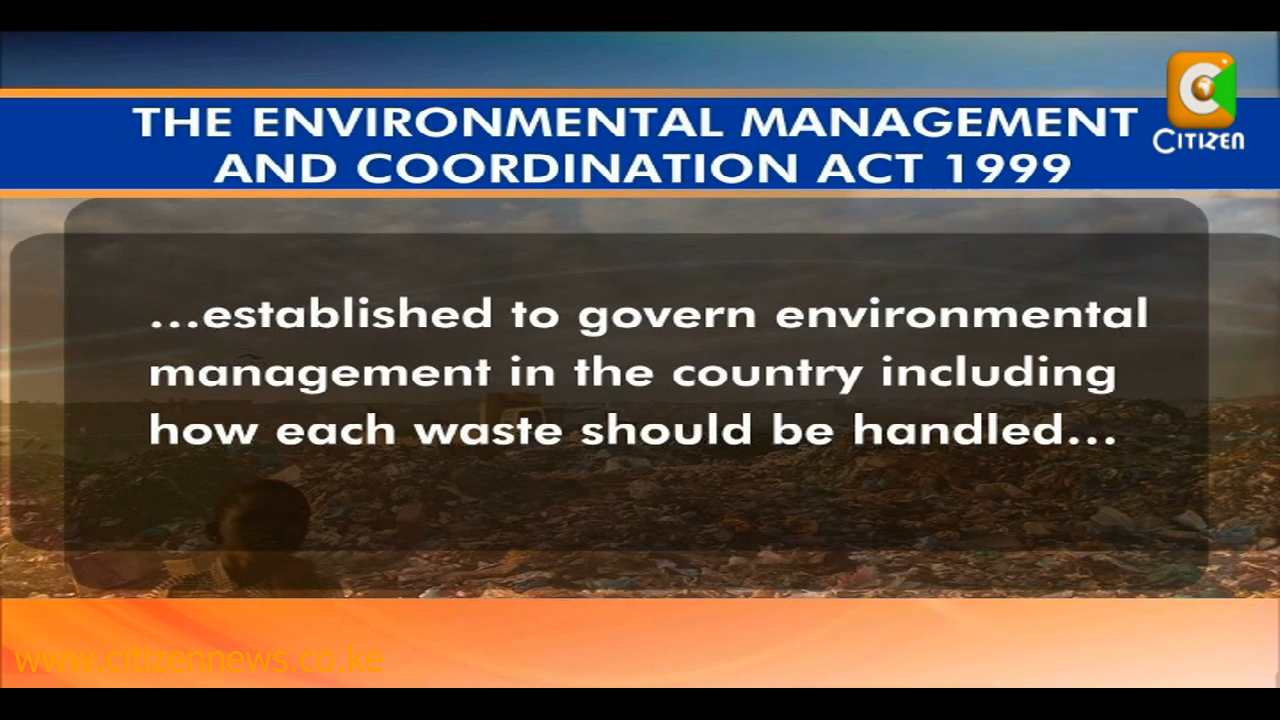 THE ENVIRONMENTAL MANAGEMENT
AND COORDINATION ACT 1999
CITIZEN
...established to govern environmental
management in the country including
how each waste should be handled...
www.citizennews.co.ke